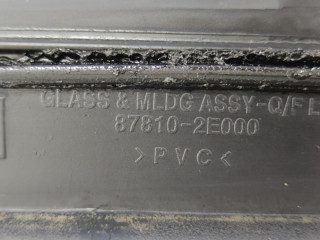 GLASS & MLDG ASSY-Q/F L
87810-2E000
>PVC<